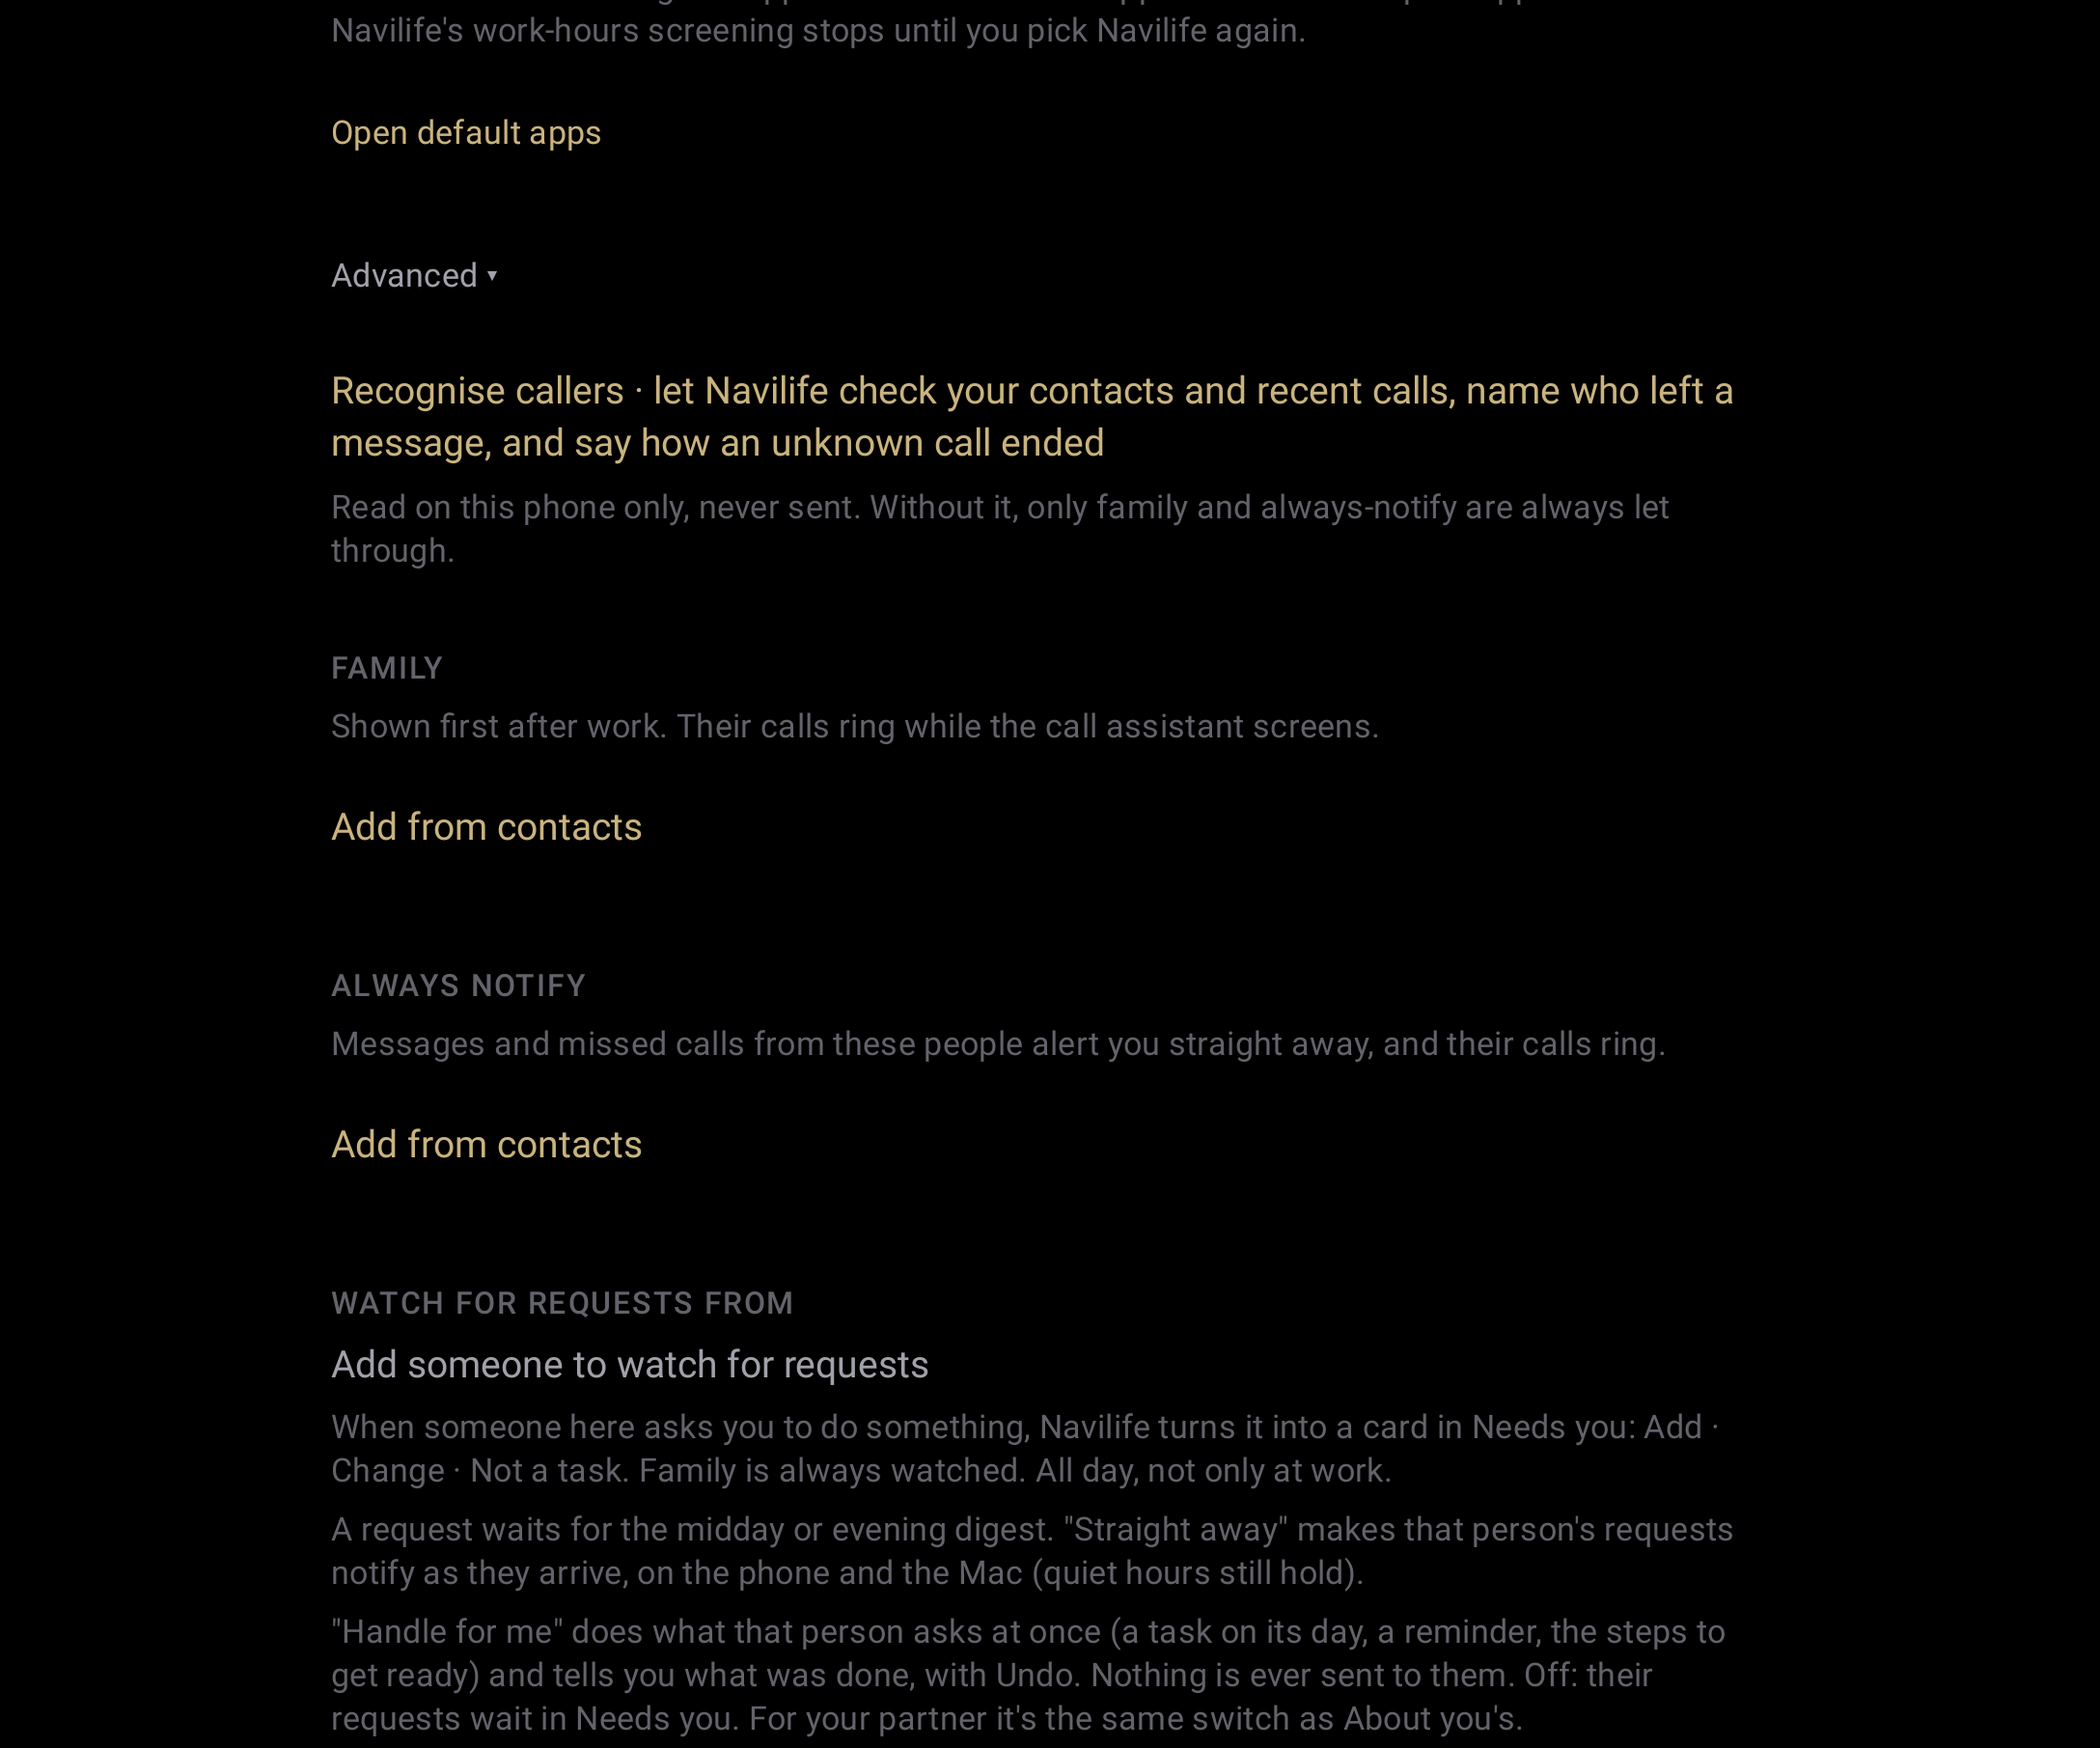 Navilife's work-hours screening stops until you pick Navilife again.
Open default apps
Advanced ▾
Recognise callers · let Navilife check your contacts and recent calls, name who left a
message, and say how an unknown call ended
Read on this phone only, never sent. Without it, only family and always-notify are always let
through.
FAMILY
Shown first after work. Their calls ring while the call assistant screens.
Add from contacts
ALWAYS NOTIFY
Messages and missed calls from these people alert you straight away, and their calls ring.
Add from contacts
WATCH FOR REQUESTS FROM
Add someone to watch for requests
When someone here asks you to do something, Navilife turns it into a card in Needs you: Add ·
Change · Not a task. Family is always watched. All day, not only at work.
A request waits for the midday or evening digest. "Straight away" makes that person's requests
notify as they arrive, on the phone and the Mac (quiet hours still hold).
"Handle for me" does what that person asks at once (a task on its day, a reminder, the steps to
get ready) and tells you what was done, with Undo. Nothing is ever sent to them. Off: their
requests wait in Needs you. For your partner it's the same switch as About you's.